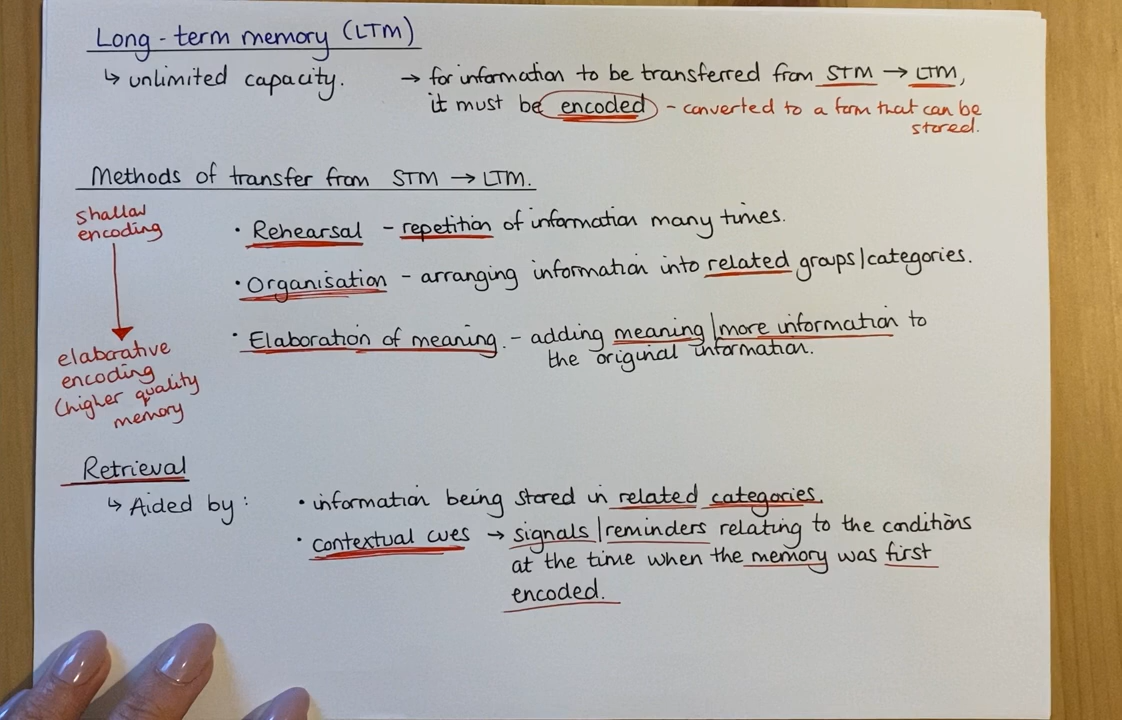 Long-term memory (LTM)
↳ unlimited capacity. → for information to be transferred from STM → LTM,
it must be encoded - converted to a form that can be
stored.
Methods of transfer from STM → LTM.
shallow
encoding
• Rehearsal - repetition of information many times.
• Organisation - arranging information into related groups/categories.
• Elaboration of meaning. - adding meaning/more information to
the original information.
elaborative
encoding
(higher quality
memory
Retrieval
↳ Aided by: • information being stored in related categories.
• contextual cues → signals/reminders relating to the conditions
at the time when the memory was first
encoded.